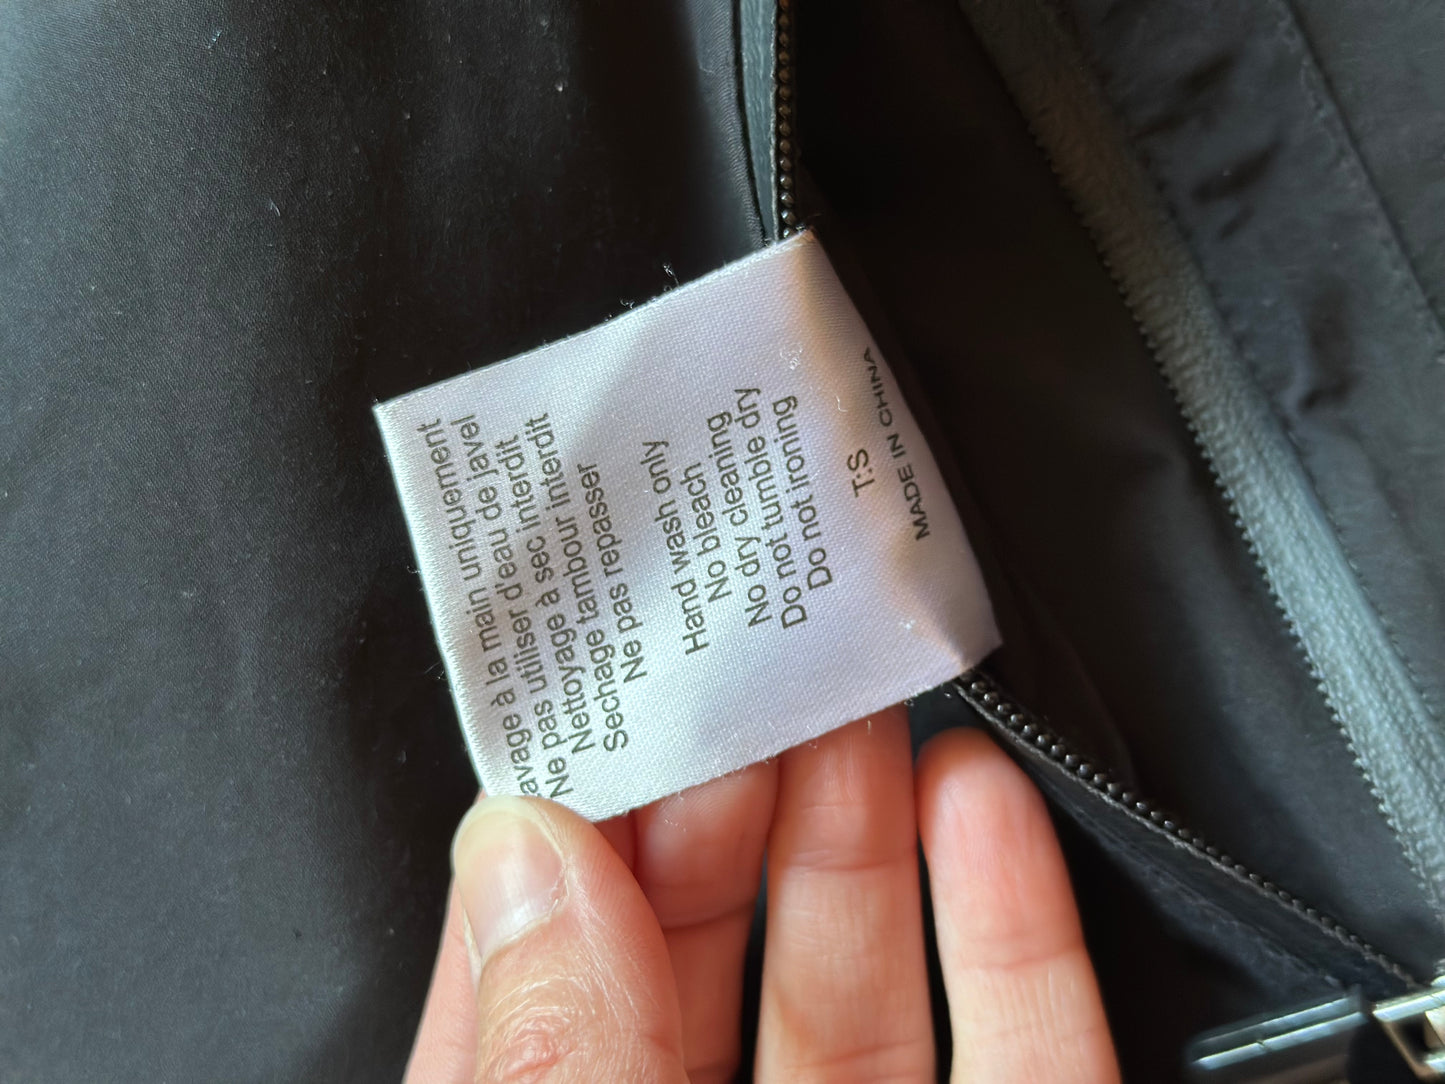 Lavage à la main uniquement
Ne pas utiliser d'eau de javel
Nettoyage à sec interdit
Sechage tambour interdit
Ne pas repasser
Hand wash only
No bleach
No dry cleaning
Do not tumble dry
Do not ironing
T:S
MADE IN CHINA